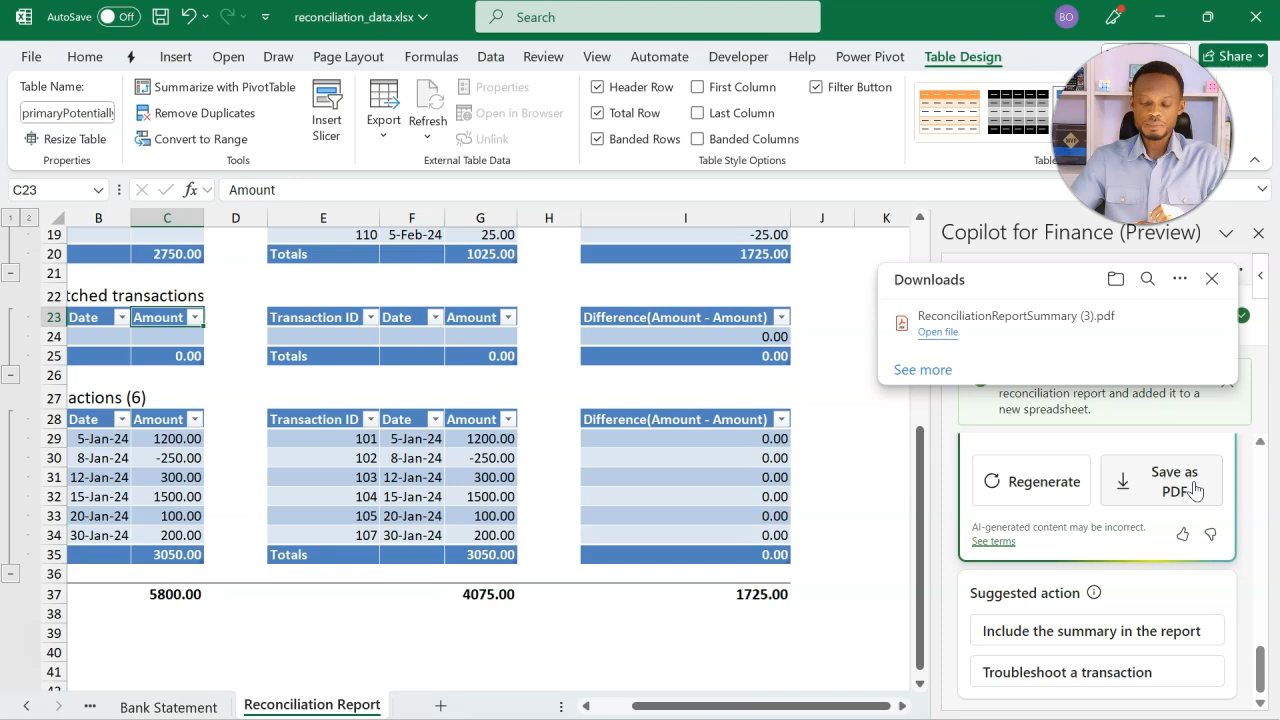 AutoSave Off reconciliation_data.xlsx Search BO
File Home Insert Open Draw Page Layout Formulas Data Review View Automate Developer Help Power Pivot Table Design Share
Table Name:
primaryPotentiall
Resize Table
Properties
Summarize with PivotTable
Remove Duplicates
Convert to Range
Insert
Slicer
Tools
Export
Refresh
Properties
Open in Browser
Unlink
External Table Data
Header Row First Column Filter Button
Total Row Last Column
Banded Rows Banded Columns
Table Style Options
Table
C23 fx Amount
1 2 B C D E F G H I J K
19 110 5-Feb-24 25.00 -25.00
20 2750.00 Totals 1025.00 1725.00
21
22 tched transactions
23 Date Amount Transaction ID Date Amount Difference(Amount - Amount)
24 0.00
25 0.00 Totals 0.00 0.00
26
27 actions (6)
28 Date Amount Transaction ID Date Amount Difference(Amount - Amount)
29 5-Jan-24 1200.00 101 5-Jan-24 1200.00 0.00
30 8-Jan-24 -250.00 102 8-Jan-24 -250.00 0.00
31 12-Jan-24 300.00 103 12-Jan-24 300.00 0.00
32 15-Jan-24 1500.00 104 15-Jan-24 1500.00 0.00
33 20-Jan-24 100.00 105 20-Jan-24 100.00 0.00
34 30-Jan-24 200.00 107 30-Jan-24 200.00 0.00
35 3050.00 Totals 3050.00 0.00
36
37 5800.00 4075.00 1725.00
38
39
40
41
Bank Statement Reconciliation Report
Copilot for Finance (Preview)
Downloads
ReconciliationReportSummary (3).pdf
Open file
See more
reconciliation report and added it to a
new spreadsheet.
Regenerate
Save as
PDF
AI-generated content may be incorrect.
See terms
Suggested action
Include the summary in the report
Troubleshoot a transaction